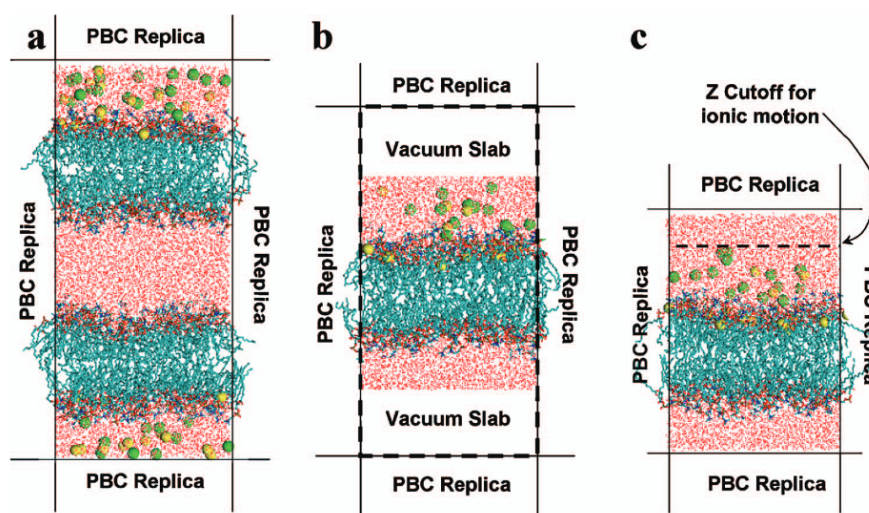 a
PBC Replica
PBC Replica
PBC Replica
PBC Replica
b
PBC Replica
Vacuum Slab
PBC Replica
PBC Replica
Vacuum Slab
PBC Replica
c
Z Cutoff for
ionic motion
PBC Replica
PBC Replica
PBC Replica
PBC Replica